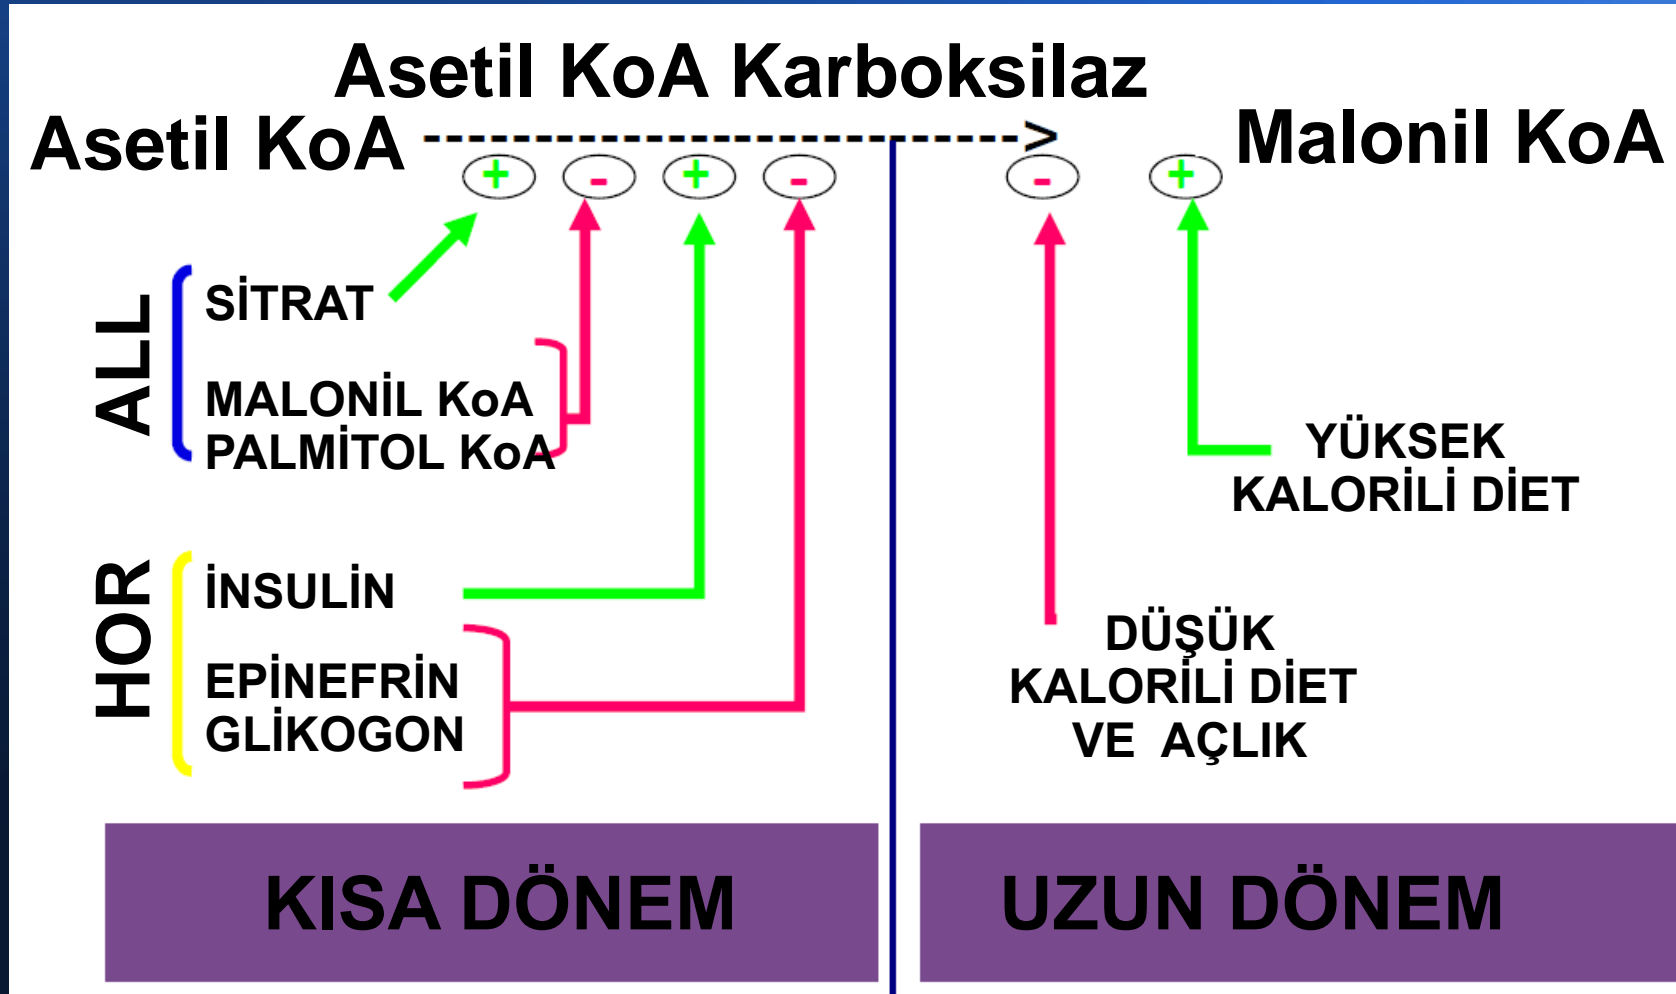 Asetil KoA Karboksilaz
Asetil KoA ------------------------> Malonil KoA
+ - + - - +
ALL
SİTRAT
MALONİL KoA
PALMİTOL KoA
HOR
İNSULİN
EPİNEFRİN
GLİKOGON
YÜKSEK
KALORİLİ DİET
DÜŞÜK
KALORİLİ DİET
VE AÇLIK
KISA DÖNEM
UZUN DÖNEM